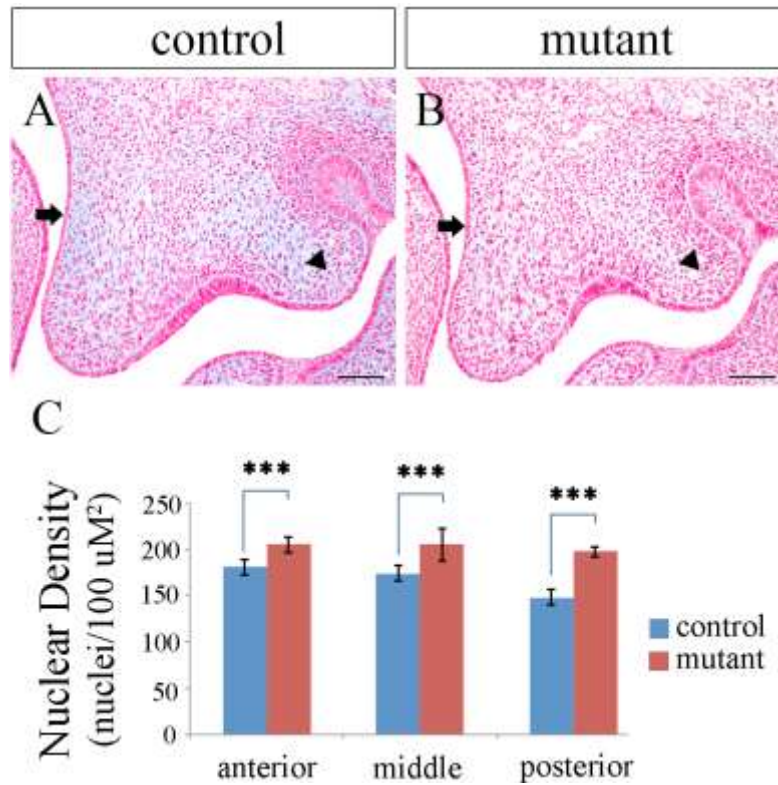 control mutant
A B
C
*** *** ***
Nuclear Density
(nuclei/100 uM²)
250
200
150
100
50
0
anterior middle posterior
control
mutant